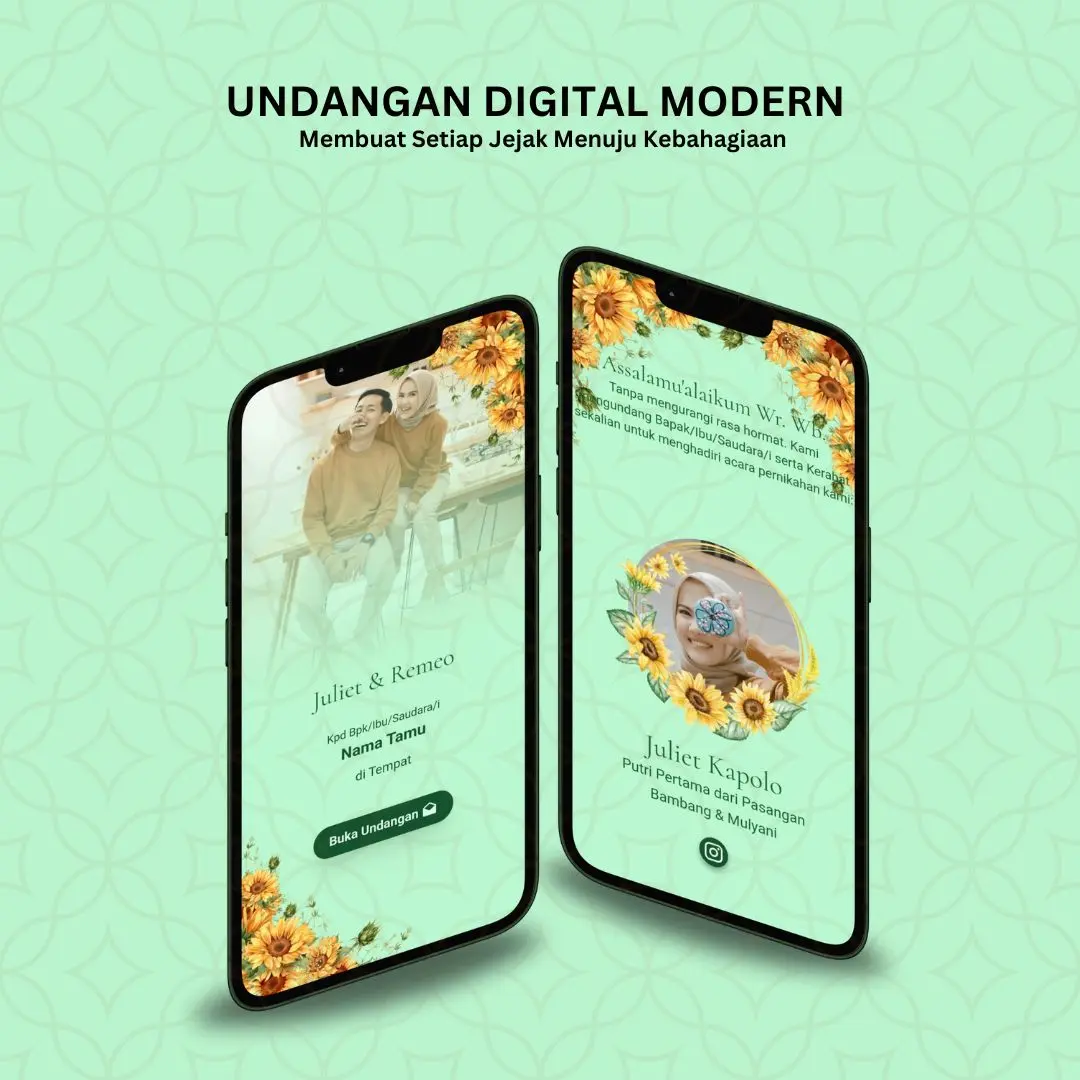 UNDANGAN DIGITAL MODERN
Membuat Setiap Jejak Menuju Kebahagiaan
Juliet & Remeo
Kpd Bpk/Ibu/Saudara/i
Nama Tamu
di Tempat
Buka Undangan
Assalamu'alaikum Wr. Wb.
Tanpa mengurangi rasa hormat. Kami
mengundang Bapak/Ibu/Saudara/i serta Kerabat
sekalian untuk menghadiri acara pernikahan kami:
Juliet Kapolo
Putri Pertama dari Pasangan
Bambang & Mulyani